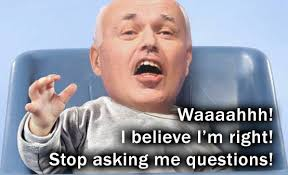 Waaaahhh!
I believe I'm right!
Stop asking me questions!